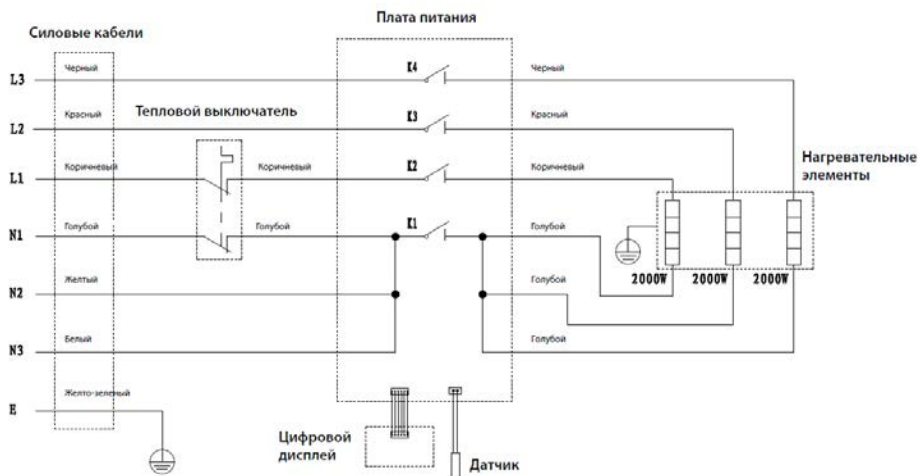 Плата питания
Силовые кабели
L3
Черный
K4
Черный
L2
Красный
Тепловой выключатель
K3
Красный
L1
Коричневый
Коричневый
K2
Коричневый
Нагревательные
элементы
N1
Голубой
Голубой
K1
Голубой
2000W 2000W 2000W
N2
Желтый
Голубой
N3
Белый
Голубой
E
Желто-зеленый
Цифровой
дисплей
Датчик